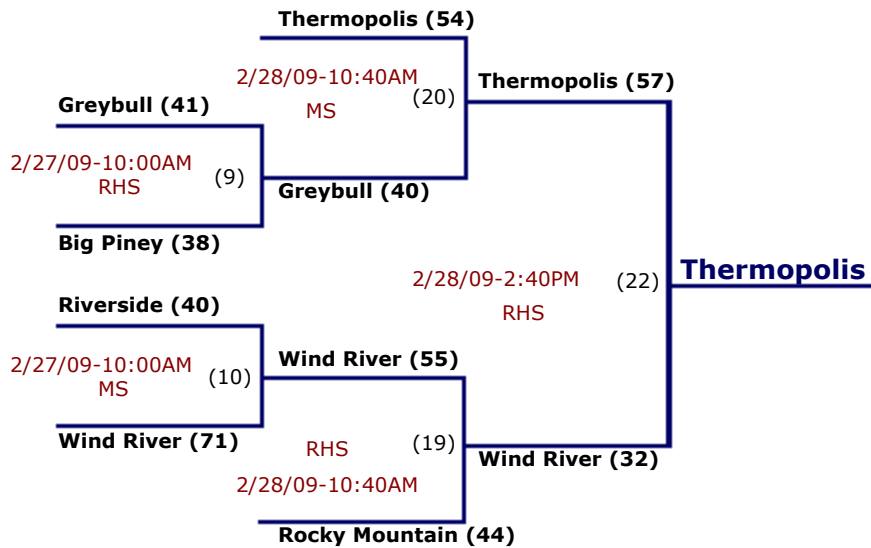 Thermopolis (54)
2/28/09-10:40AM
MS
(20)
Thermopolis (57)
Greybull (41)
2/27/09-10:00AM
RHS
(9)
Greybull (40)
Big Piney (38)
2/28/09-2:40PM
RHS
(22)
Thermopolis
Riverside (40)
2/27/09-10:00AM
MS
(10)
Wind River (55)
Wind River (71)
RHS
2/28/09-10:40AM
(19)
Wind River (32)
Rocky Mountain (44)